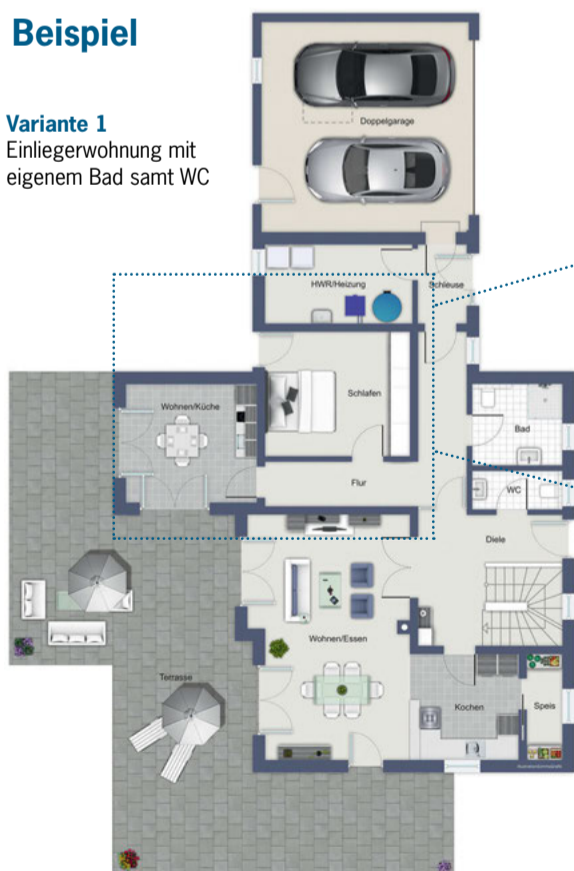 Beispiel
Variante 1
Einliegerwohnung mit
eigenem Bad samt WC
Doppelgarage
HWR/Heizung
Schleuse
Schlafen
Wohnen/Küche
Bad
Flur
WC
Diele
Wohnen/Essen
Terrasse
Kochen
Speis